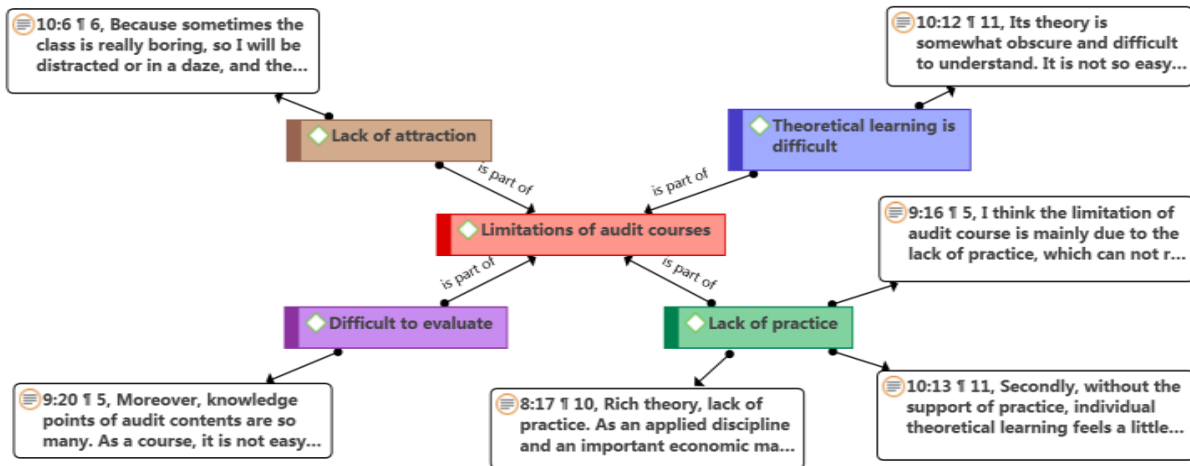 10:6 ¶ 6, Because sometimes the
class is really boring, so I will be
distracted or in a daze, and the...
10:12 ¶ 11, Its theory is
somewhat obscure and difficult
to understand. It is not so easy...
Lack of attraction
Theoretical learning is
difficult
is part of
is part of
9:16 ¶ 5, I think the limitation of
audit course is mainly due to the
lack of practice, which can not r...
Limitations of audit courses
is part of
is part of
Difficult to evaluate
Lack of practice
9:20 ¶ 5, Moreover, knowledge
points of audit contents are so
many. As a course, it is not easy...
8:17 ¶ 10, Rich theory, lack of
practice. As an applied discipline
and an important economic ma...
10:13 ¶ 11, Secondly, without the
support of practice, individual
theoretical learning feels a little...